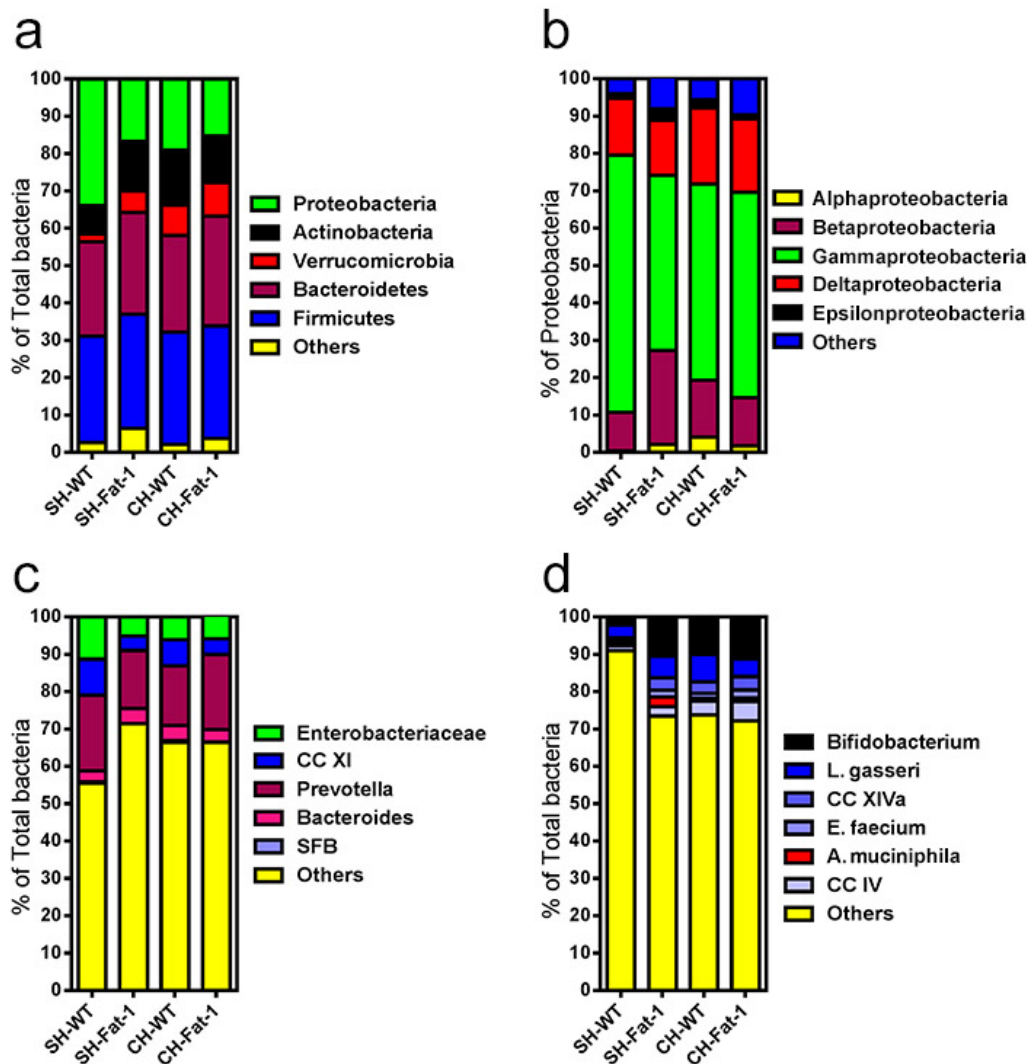 a
% of Total bacteria
100
90
80
70
60
50
40
30
20
10
0
SH-WT
SH-Fat-1
CH-WT
CH-Fat-1
Proteobacteria
Actinobacteria
Verrucomicrobia
Bacteroidetes
Firmicutes
Others
b
% of Proteobacteria
100
90
80
70
60
50
40
30
20
10
0
SH-WT
SH-Fat-1
CH-WT
CH-Fat-1
Alphaproteobacteria
Betaproteobacteria
Gammaproteobacteria
Deltaproteobacteria
Epsilonproteobacteria
Others
c
% of Total bacteria
100
90
80
70
60
50
40
30
20
10
0
SH-WT
SH-Fat-1
CH-WT
CH-Fat-1
Enterobacteriaceae
CC XI
Prevotella
Bacteroides
SFB
Others
d
% of Total bacteria
100
90
80
70
60
50
40
30
20
10
0
SH-WT
SH-Fat-1
CH-WT
CH-Fat-1
Bifidobacterium
L. gasseri
CC XIVa
E. faecium
A. muciniphila
CC IV
Others